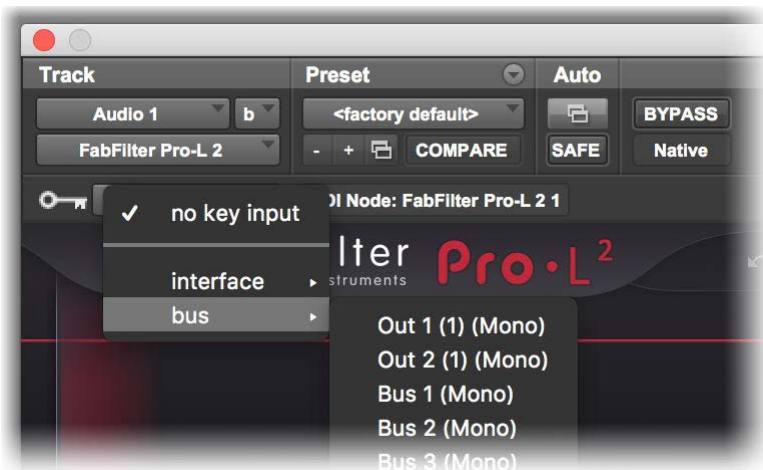 Track
Preset
Auto
Audio 1
b
<factory default>
BYPASS
FabFilter Pro-L 2
- + COMPARE
SAFE
Native
DI Node: FabFilter Pro-L 2 1
✓ no key input
interface
bus
lter
struments
Pro·L2
Out 1 (1) (Mono)
Out 2 (1) (Mono)
Bus 1 (Mono)
Bus 2 (Mono)
Bus 3 (Mono)